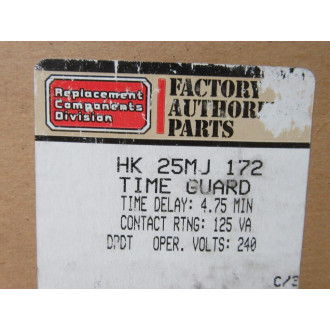 Replacement
Components
Division
FACTORY
PARTS
HK 25MJ 172
TIME GUARD
TIME DELAY: 4.75 MIN
CONTACT RTNG: 125 VA
DPDT OPER. VOLTS: 240